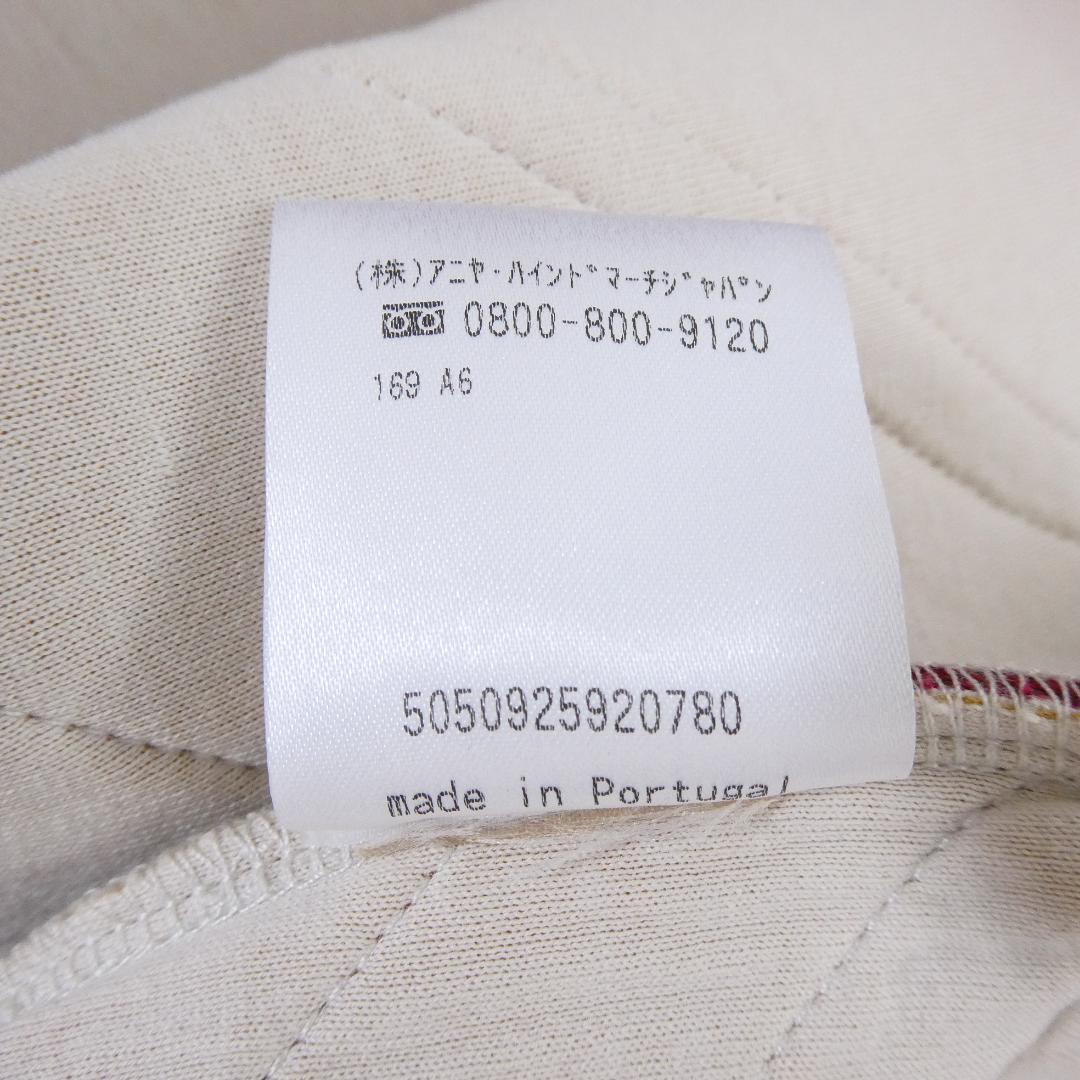 (株)ｱﾆﾔ･ﾊｲﾝﾄﾞﾏｰﾁｼﾞｬﾊﾟﾝ
0800-800-9120
169 A6
5050925920780
made in Portugal